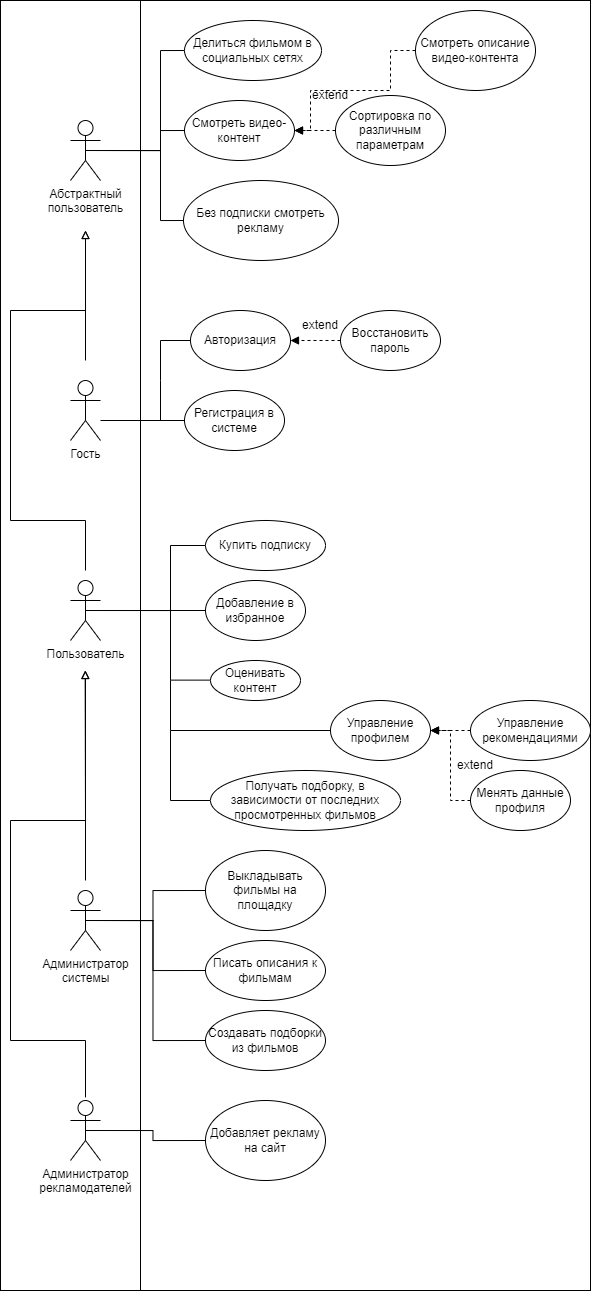 Делиться фильмом в
социальных сетях
Смотреть описание
видео-контента
extend
Смотреть видео-
контент
Сортировка по
различным
параметрам
Абстрактный
пользователь
Без подписки смотреть
рекламу
Авторизация
extend
Восстановить
пароль
Регистрация в
системе
Гость
Купить подписку
Добавление в
избранное
Пользователь
Оценивать
контент
Управление
профилем
Управление
рекомендациями
extend
Получать подборку, в
зависимости от последних
просмотренных фильмов
Менять данные
профиля
Выкладывать
фильмы на
площадку
Администратор
системы
Писать описания к
фильмам
Создавать подборки
из фильмов
Добавляет рекламу
на сайт
Администратор
рекламодателей